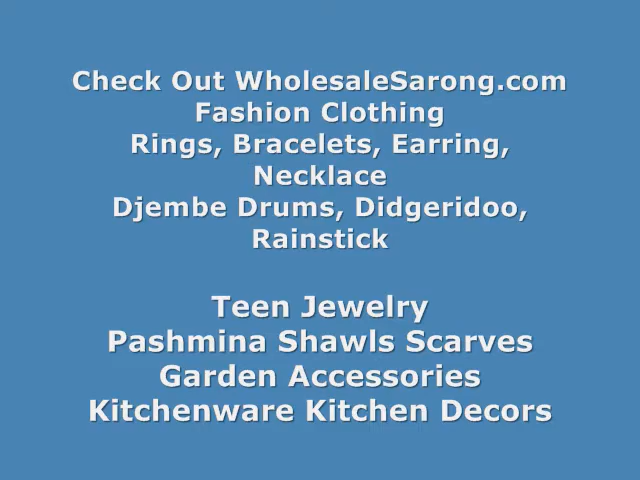 Check Out WholesaleSarong.com
Fashion Clothing
Rings, Bracelets, Earring,
Necklace
Djembe Drums, Didgeridoo,
Rainstick
Teen Jewelry
Pashmina Shawls Scarves
Garden Accessories
Kitchenware Kitchen Decors